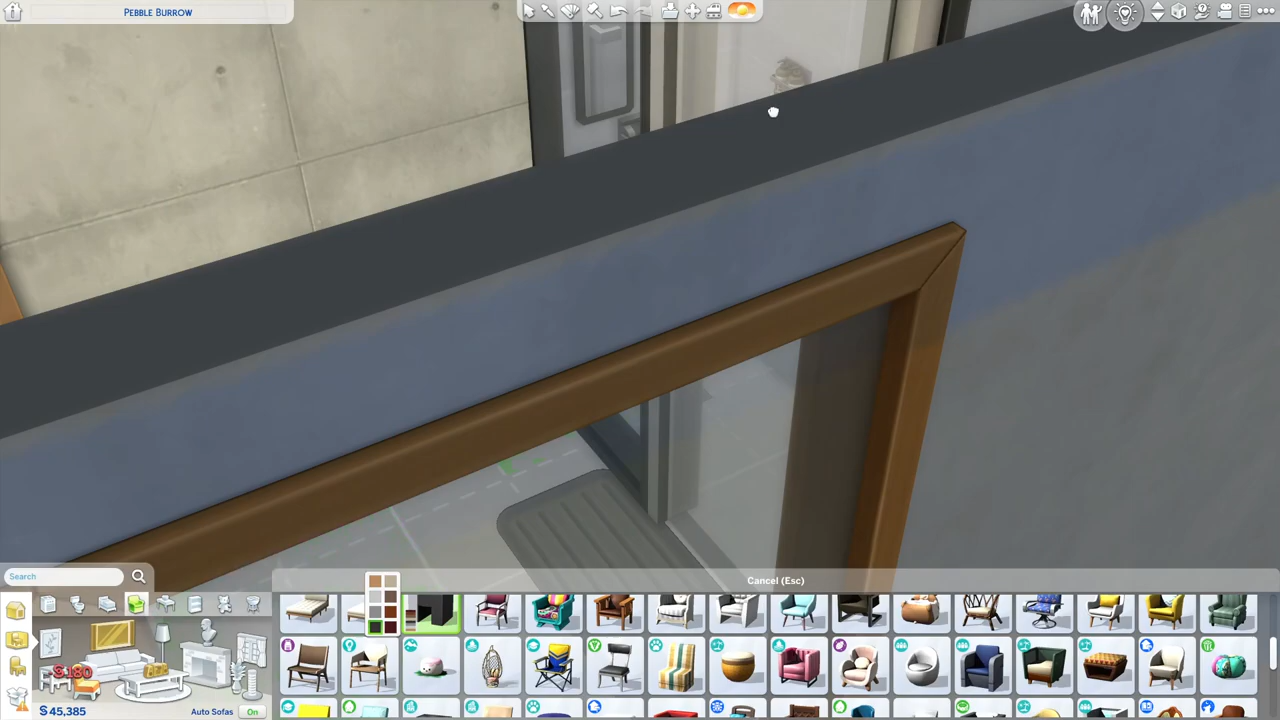 Pebble Burrow
Cancel (Esc)
Search
$180
$45,385
Auto Sofas
On